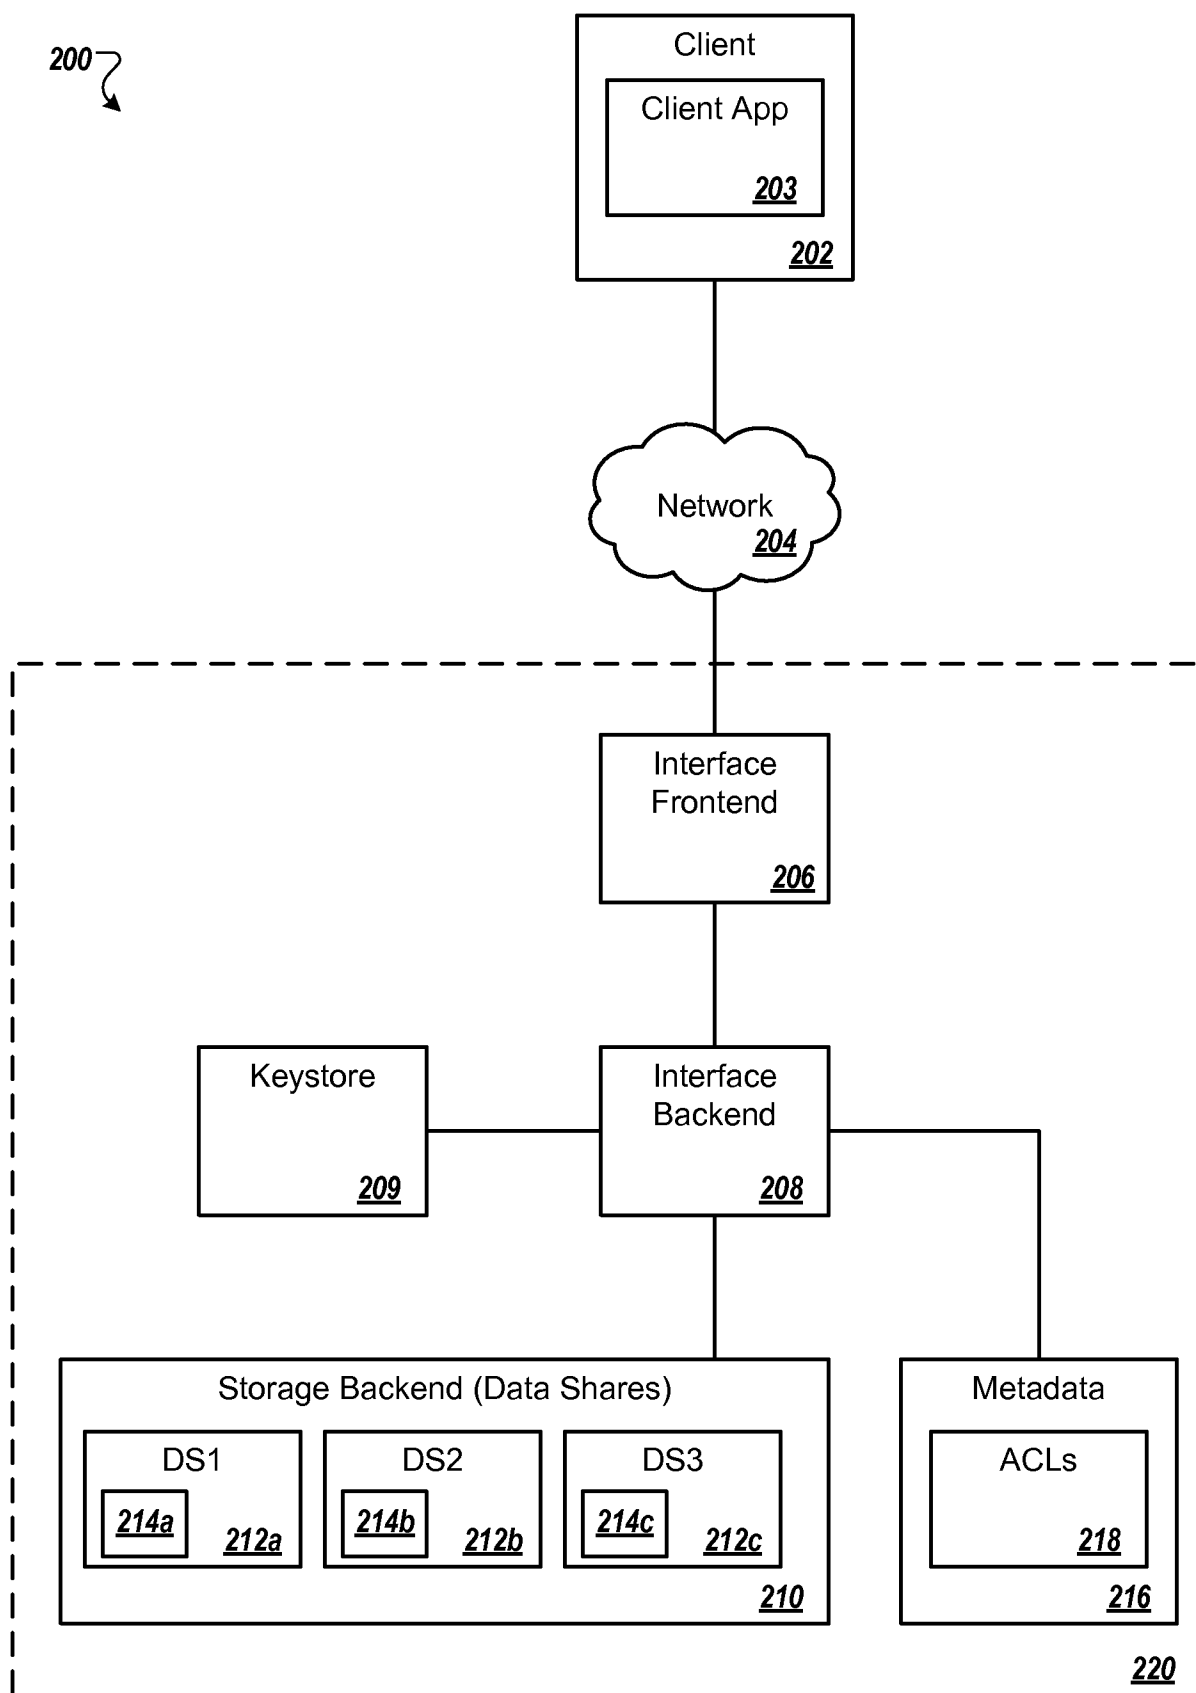 200
Client
Client App
203
202
Network
204
Interface
Frontend
206
Keystore
209
Interface
Backend
208
Storage Backend (Data Shares)
DS1
214a
212a
DS2
214b
212b
DS3
214c
212c
210
Metadata
ACLs
218
216
220